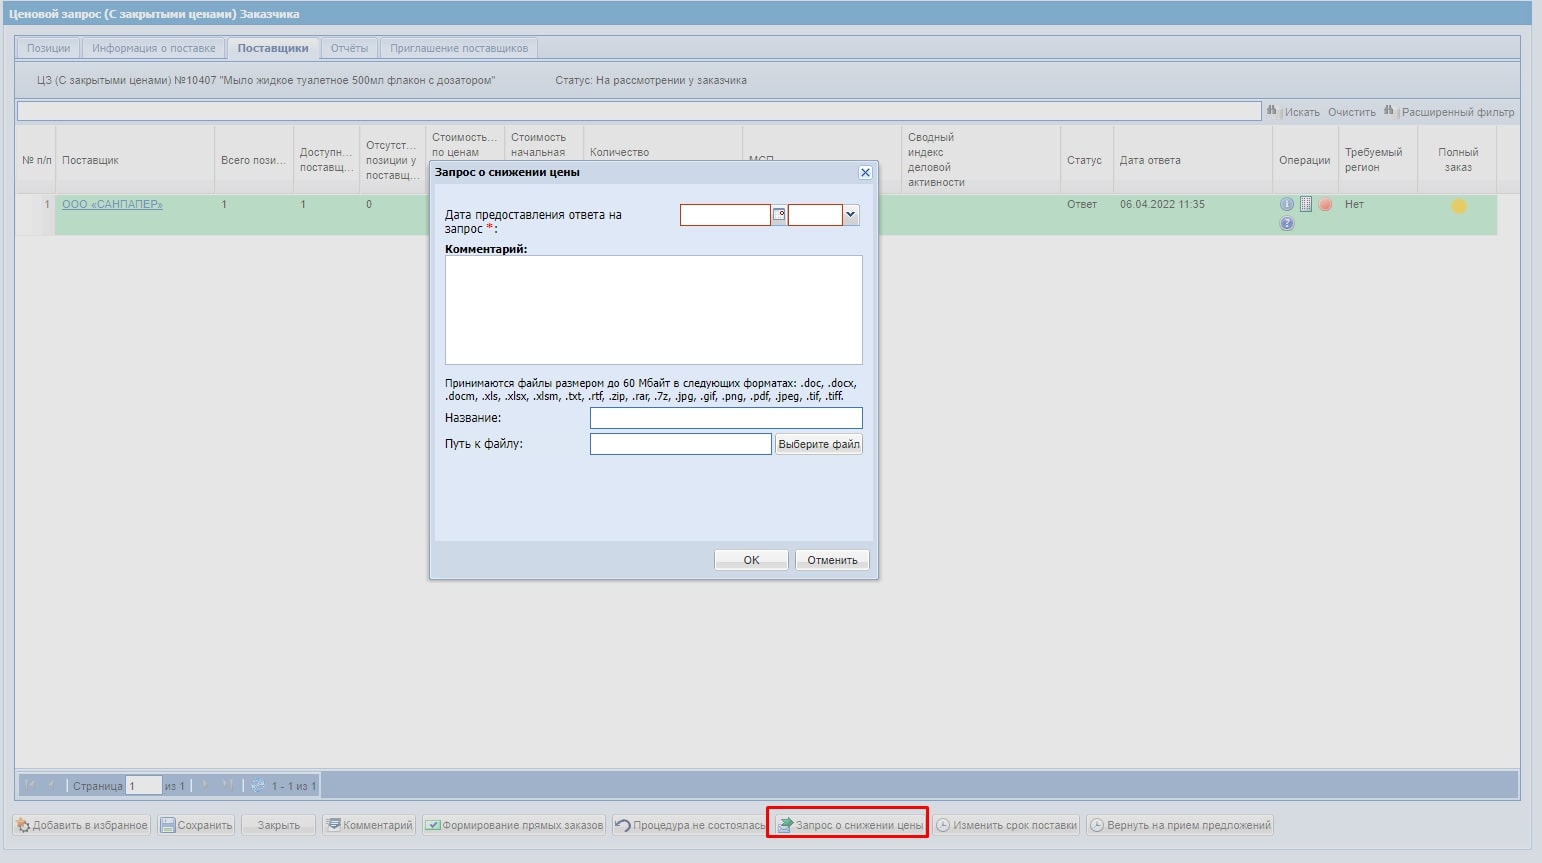 Ценовой запрос (С закрытыми ценами) Заказчика
Позиции Информация о поставке Поставщики Отчёты Приглашение поставщиков
ЦЗ (С закрытыми ценами) №10407 "Мыло жидкое туалетное 500мл флакон с дозатором" Статус: На рассмотрении у заказчика
Искать Очистить Расширенный фильтр
№ п/п
Поставщик
Всего пози...
Доступн...
поставщ...
Отсутст...
позиции у
поставщ...
Стоимость...
по ценам
Стоимость
начальная
Количество
Сводный
индекс
деловой
активности
Статус
Дата ответа
Операции
Требуемый
регион
Полный
заказ
1 ООО «САНПАПЕР» 1 1 0 Ответ 06.04.2022 11:35 Нет
Запрос о снижении цены
Дата предоставления ответа на
запрос *:
Комментарий:
Принимаются файлы размером до 60 Мбайт в следующих форматах: .doc, .docx,
.docm, .xls, .xlsx, .xlsm, .txt, .rtf, .zip, .rar, .7z, .jpg, .gif, .png, .pdf, .jpeg, .tif, .tiff.
Название:
Путь к файлу: Выберите файл
OK Отменить
Страница 1 из 1 1 - 1 из 1
Добавить в избранное Сохранить Закрыть Комментарий Формирование прямых заказов Процедура не состоялась Запрос о снижении цены Изменить срок поставки Вернуть на прием предложений